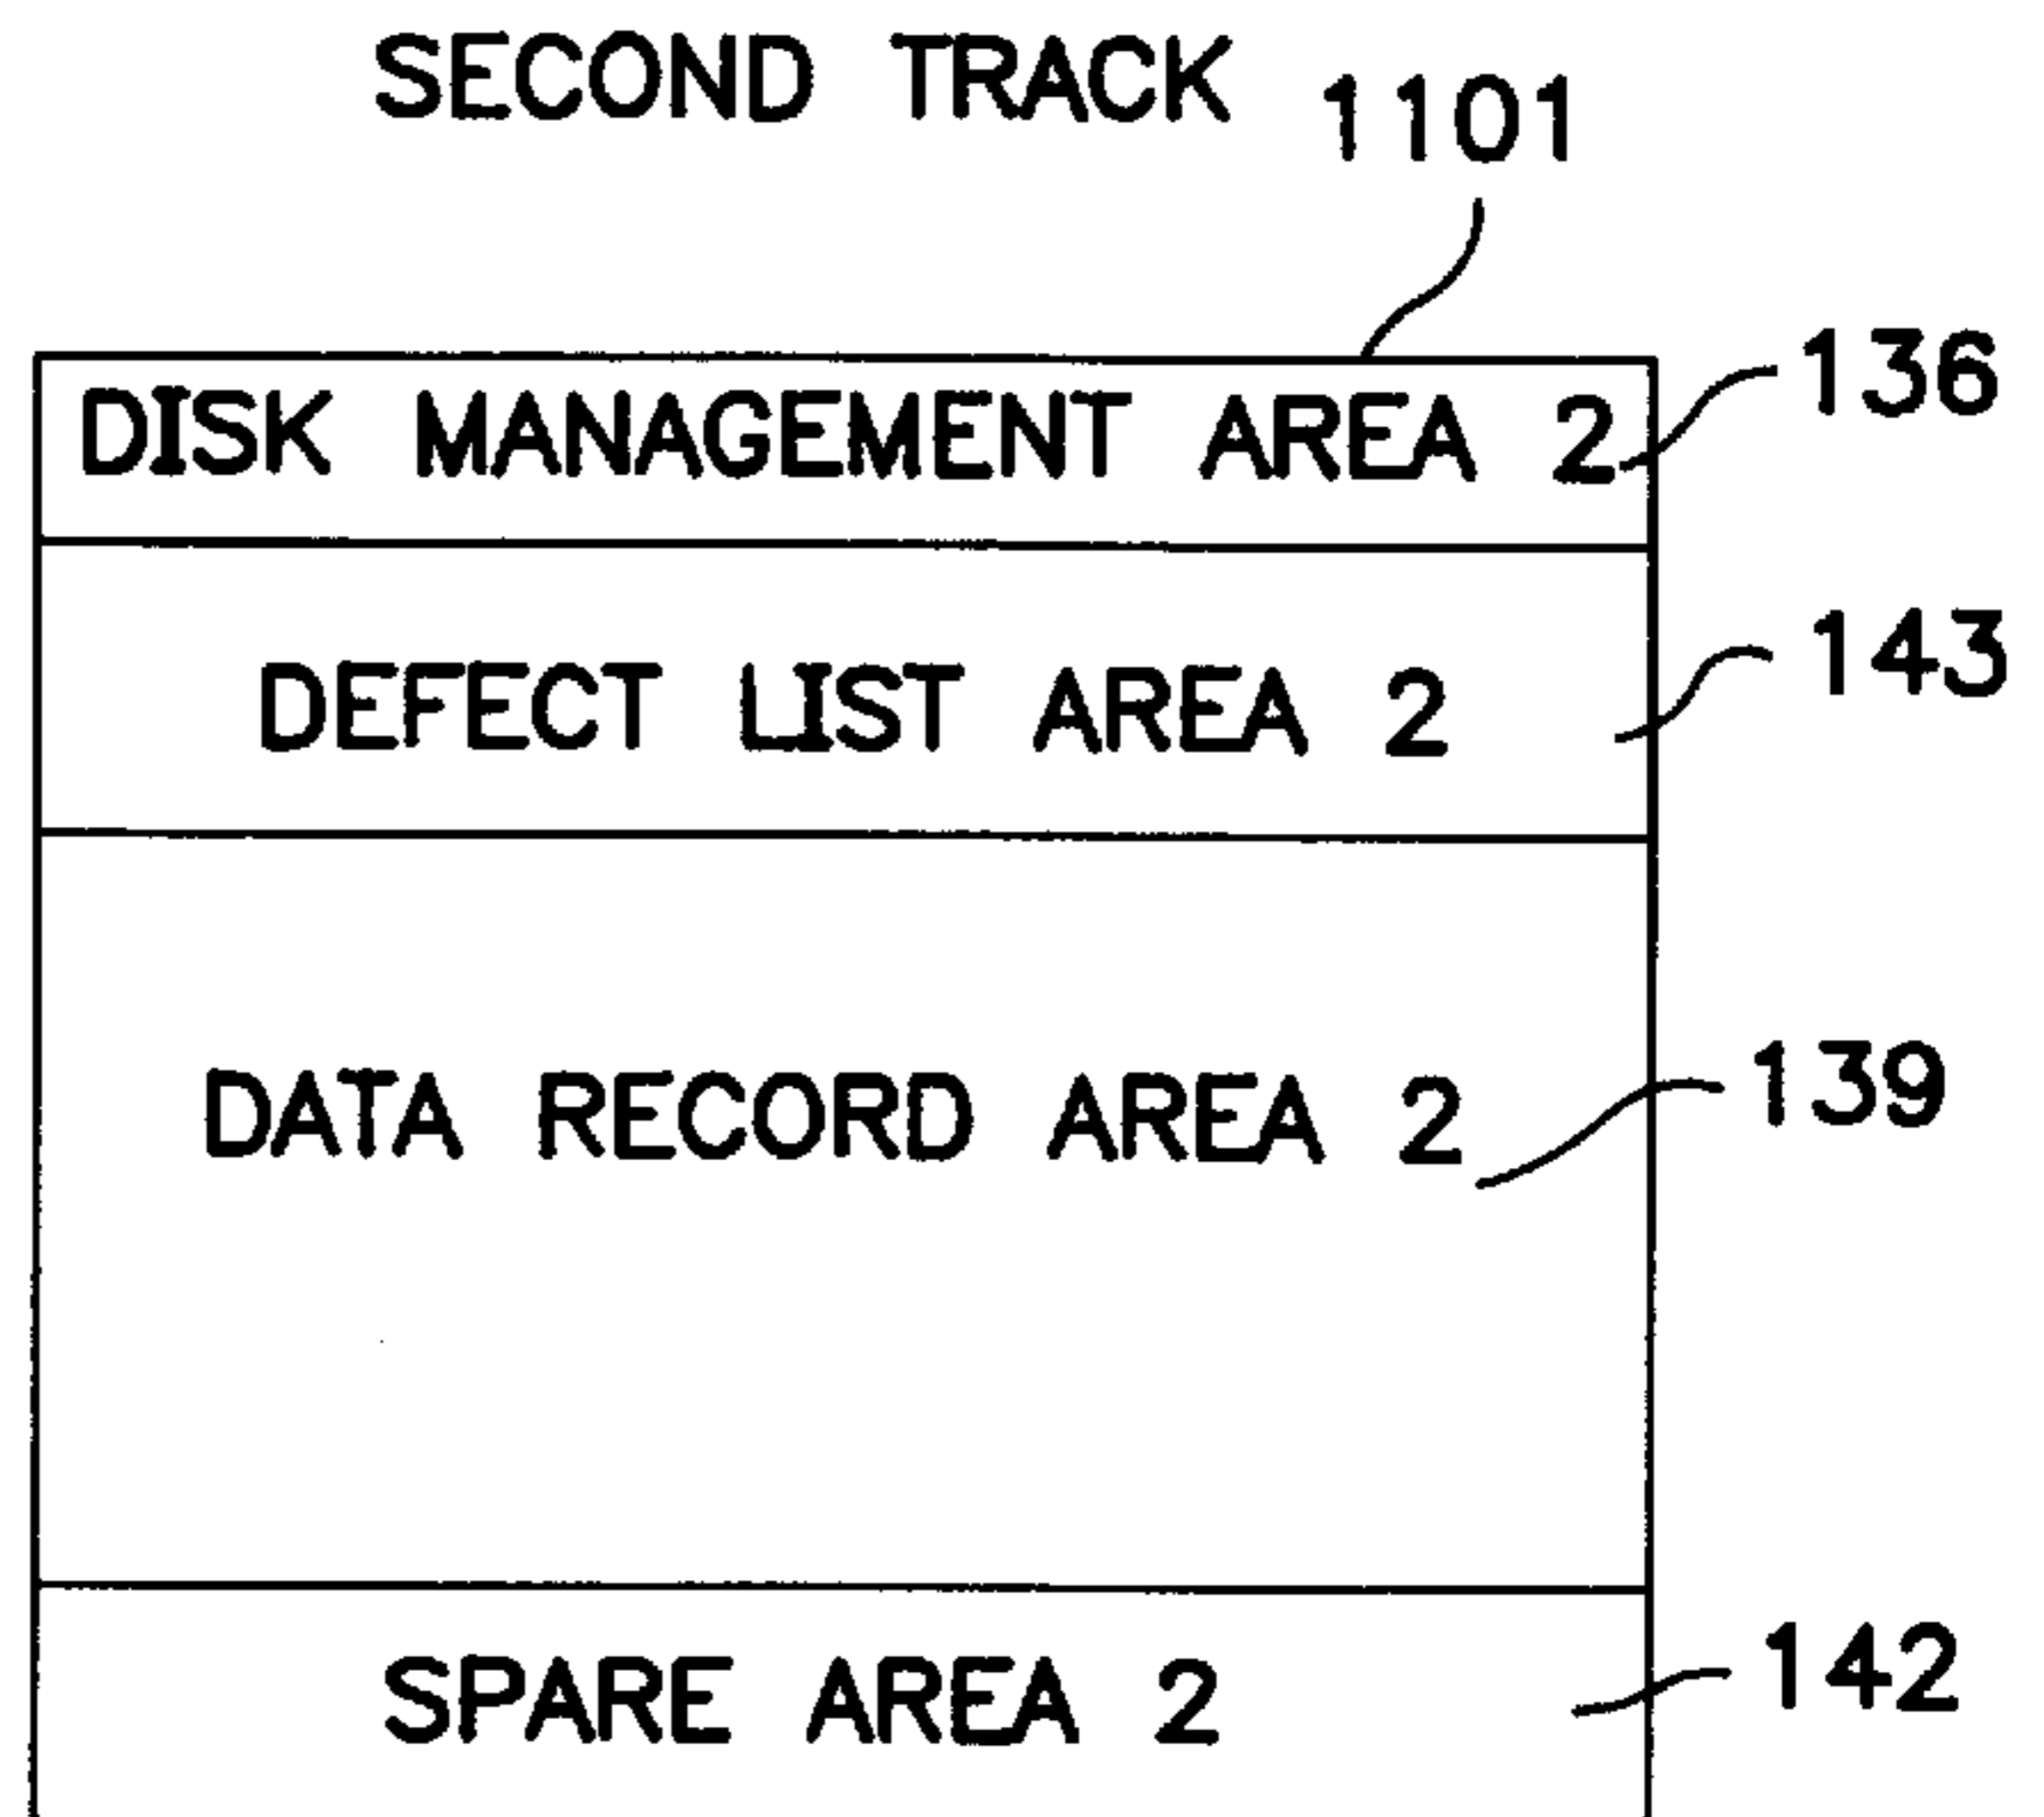 SECOND TRACK
1101
DISK MANAGEMENT AREA 2
136
DEFECT LIST AREA 2
143
DATA RECORD AREA 2
139
SPARE AREA 2
142